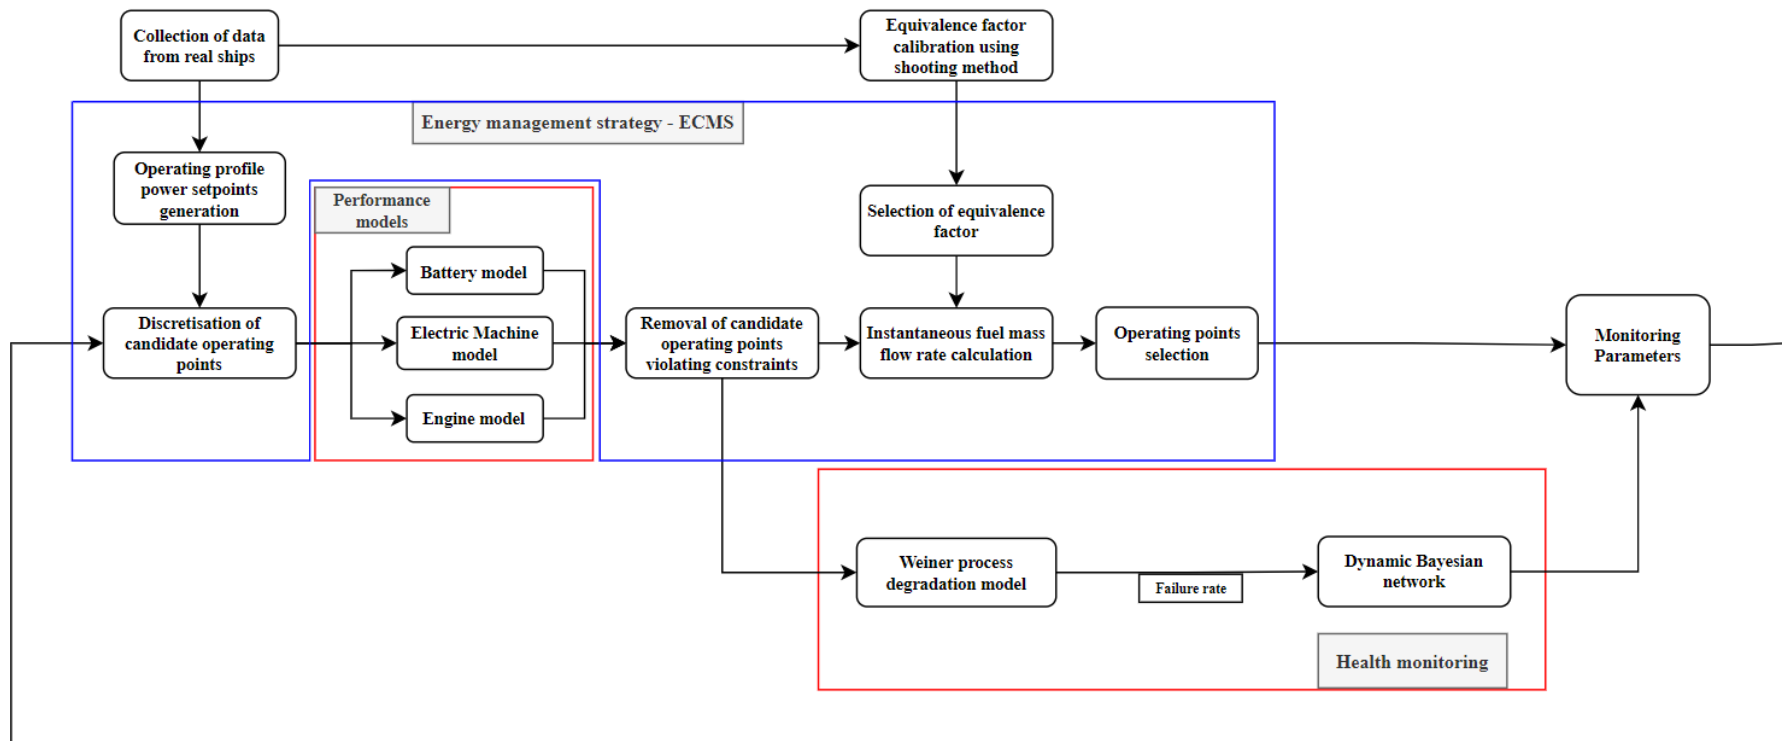 Collection of data
from real ships
Equivalence factor
calibration using
shooting method
Energy management strategy - ECMS
Operating profile
power setpoints
generation
Performance
models
Selection of equivalence
factor
Battery model
Discretisation of
candidate operating
points
Electric Machine
model
Removal of candidate
operating points
violating constraints
Instantaneous fuel mass
flow rate calculation
Operating points
selection
Monitoring
Parameters
Engine model
Weiner process
degradation model
Failure rate
Dynamic Bayesian
network
Health monitoring